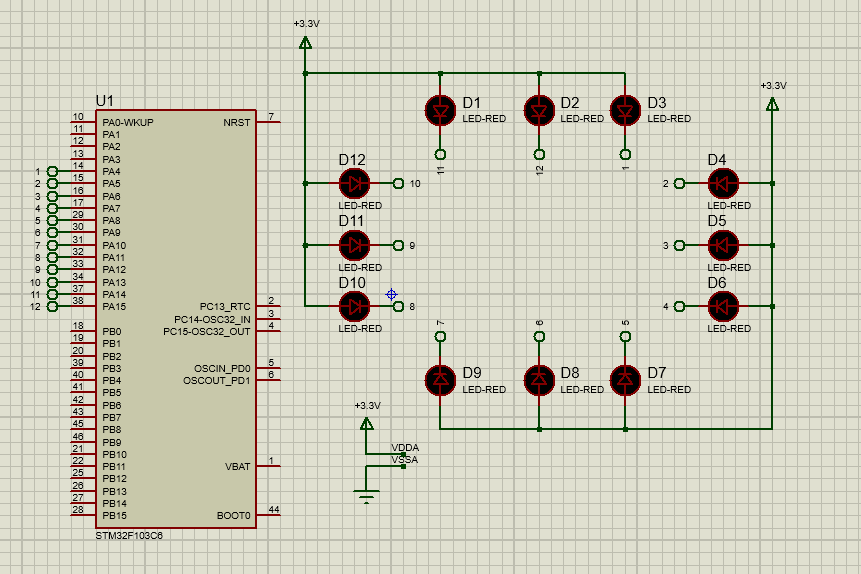 +3.3V
U1
10 PA0-WKUP NRST 7
11 PA1
12 PA2
13 PA3
1 14 PA4
2 15 PA5
3 16 PA6
4 17 PA7
5 29 PA8
6 30 PA9
7 31 PA10
8 32 PA11
9 33 PA12
10 34 PA13
11 37 PA14
12 38 PA15
PC13_RTC 2
PC14-OSC32_IN 3
PC15-OSC32_OUT 4
18 PB0
19 PB1
20 PB2
39 PB3
40 PB4
41 PB5
42 PB6
43 PB7
45 PB8
46 PB9
21 PB10
22 PB11
25 PB12
26 PB13
27 PB14
28 PB15
OSCIN_PD0 5
OSCOUT_PD1 6
VBAT 1
BOOT0 44
STM32F103C6
D1
LED-RED
11
D2
LED-RED
12
D3
LED-RED
1
+3.3V
D12
10
LED-RED
D11
9
LED-RED
D10
8
LED-RED
D4
2
LED-RED
D5
3
LED-RED
D6
4
LED-RED
7
D9
LED-RED
6
D8
LED-RED
5
D7
LED-RED
+3.3V
VDDA
VSSA